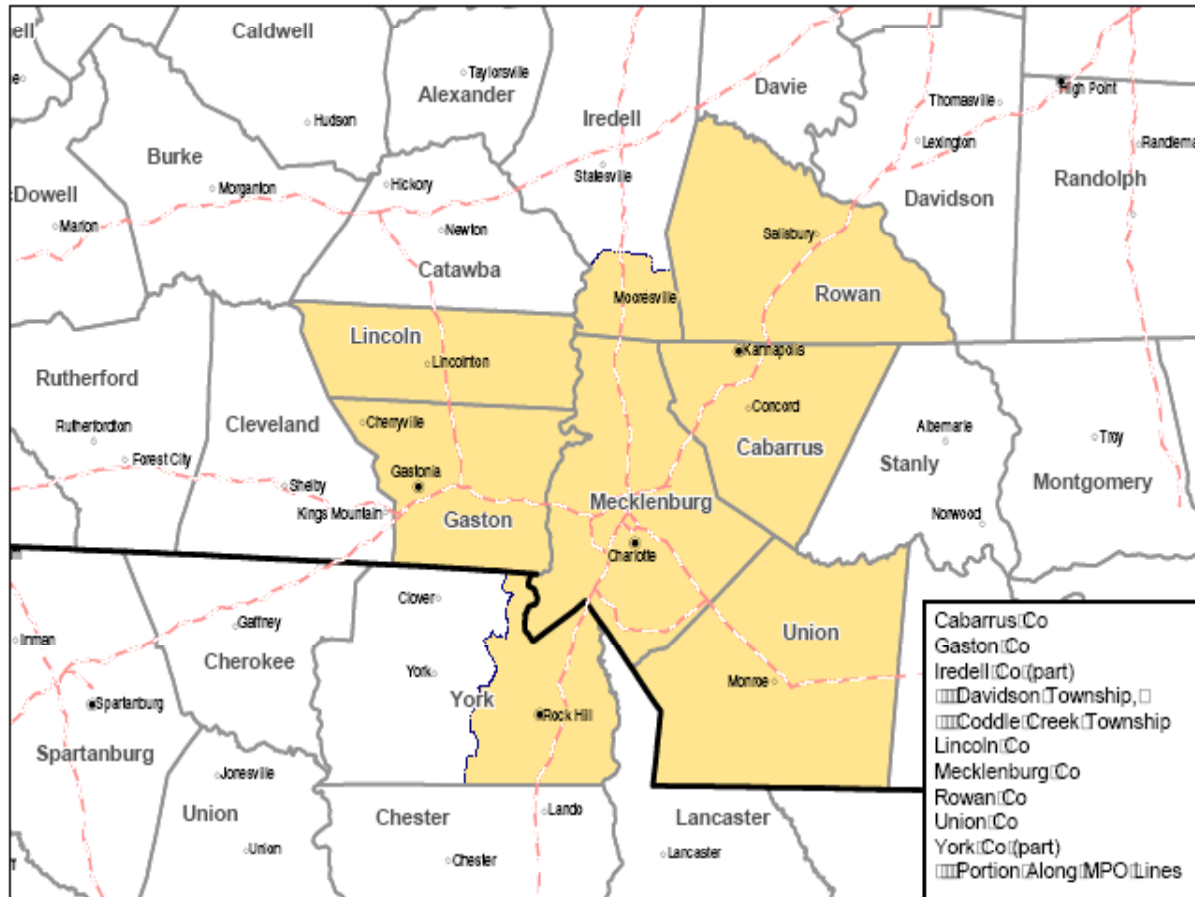 ell
Caldwell
Taylorsville
Alexander
Hudson
Iredell
Davie
Thomasville
High Point
Burke
Statesville
Lexington
Randlema
Hickory
Morganton
Dowell
Marion
Newton
Davidson
Randolph
Catawba
Salisbury
Mooresville
Rowan
Lincoln
Lincolnton
Kannapolis
Rutherford
Concord
Cherryville
Cleveland
Rutherfordton
Albemarle
Troy
Cabarrus
Stanly
Forest City
Gastonia
Shelby
Montgomery
Mecklenburg
Kings Mountain
Gaston
Norwood
Charlotte
Clover
Gaffney
Inman
Union
Cherokee
York
Monroe
York
Spartanburg
Rock Hill
Spartanburg
Jonesville
Union
Lando
Chester
Lancaster
Union
Chester
Lancaster
Cabarrus Co
Gaston Co
Iredell Co (part)
Davidson Township,
Coddle Creek Township
Lincoln Co
Mecklenburg Co
Rowan Co
Union Co
York Co (part)
Portion Along MPO Lines